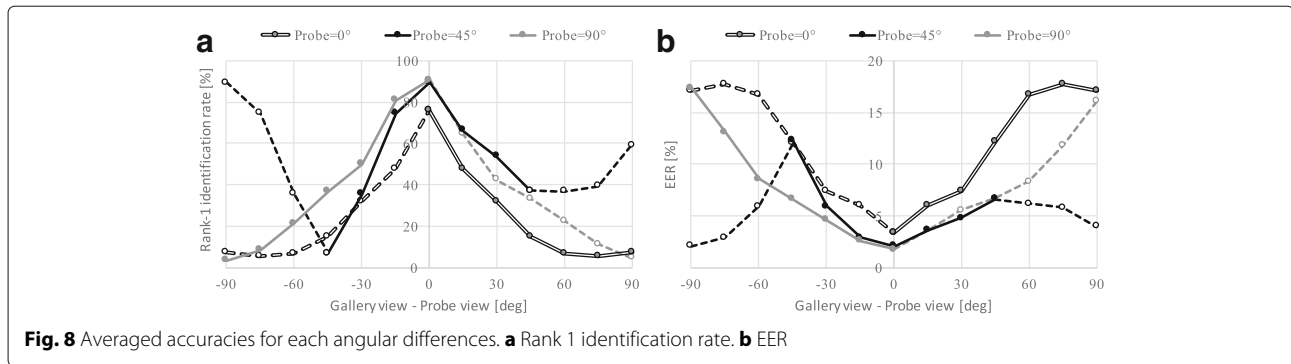 a
Probe=0° Probe=45° Probe=90°
Rank-1 identification rate [%]
100
80
60
40
20
0
-90 -60 -30 0 30 60 90
Gallery view - Probe view [deg]
b
Probe=0° Probe=45° Probe=90°
EER [%]
20
15
10
5
0
-90 -60 -30 0 30 60 90
Gallery view - Probe view [deg]
Fig. 8 Averaged accuracies for each angular differences. a Rank 1 identification rate. b EER